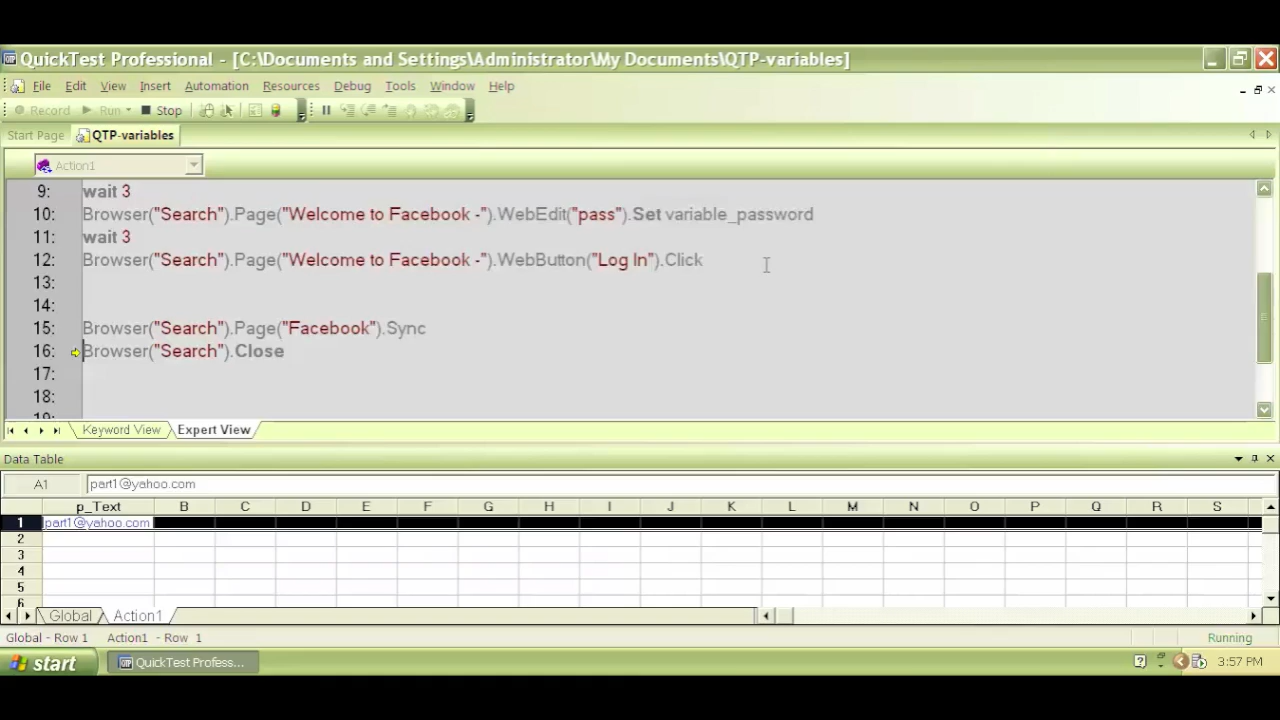 QuickTest Professional - [C:\Documents and Settings\Administrator\My Documents\QTP-variables]
File Edit View Insert Automation Resources Debug Tools Window Help
Record Run Stop
Start Page QTP-variables
Action1
9: wait 3
10: Browser("Search").Page("Welcome to Facebook -").WebEdit("pass").Set variable_password
11: wait 3
12: Browser("Search").Page("Welcome to Facebook -").WebButton("Log In").Click
13:
14:
15: Browser("Search").Page("Facebook").Sync
16: Browser("Search").Close
17:
18:
19:
Keyword View Expert View
Data Table
A1 part1@yahoo.com
p_Text B C D E F G H I J K L M N O P Q R S
1 part1@yahoo.com
2
3
4
5
6
Global Action1
Global - Row 1 Action1 - Row 1 Running
start QuickTest Profess... 3:57 PM